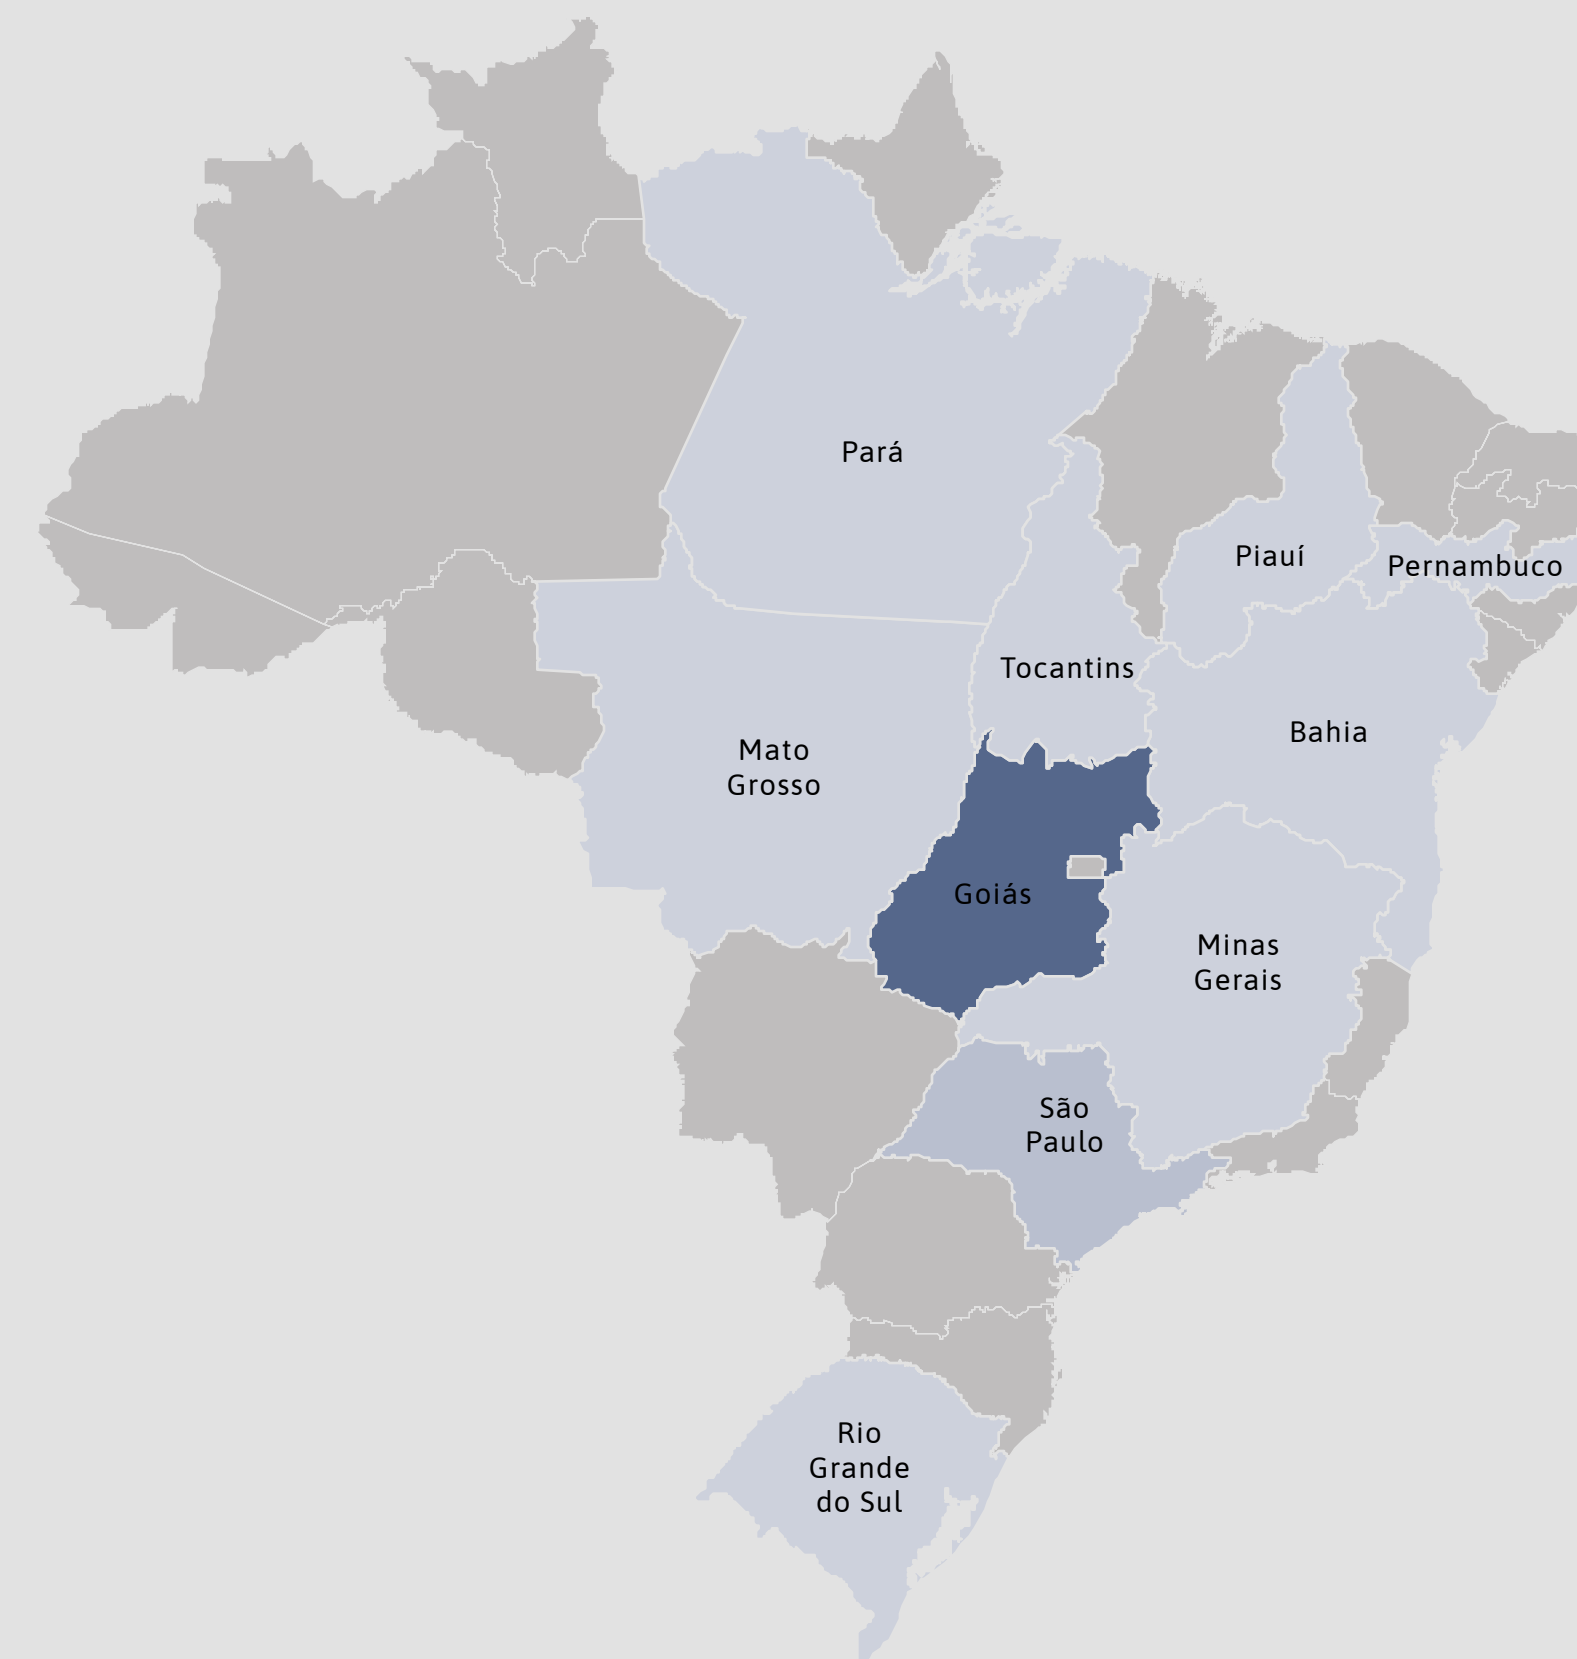 Pará
Piauí
Pernambuco
Tocantins
Bahia
Mato
Grosso
Goiás
Minas
Gerais
São
Paulo
Rio
Grande
do Sul